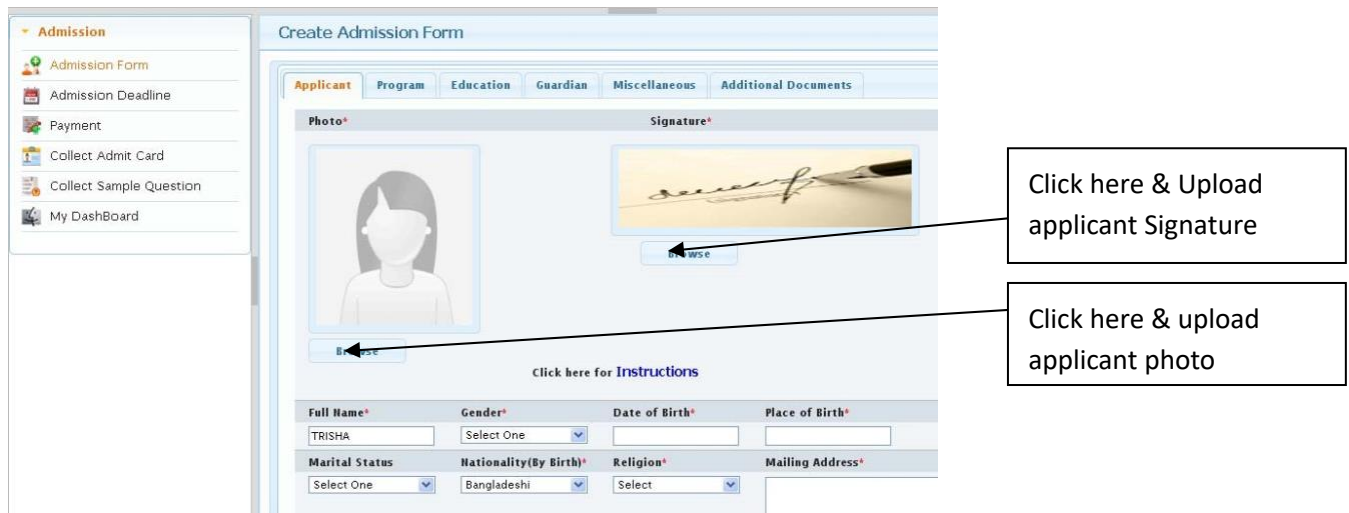 Admission
Admission Form
Admission Deadline
Payment
Collect Admit Card
Collect Sample Question
My DashBoard
Create Admission Form
Applicant Program Education Guardian Miscellaneous Additional Documents
Photo* Signature*
Browse
Browse
Click here for Instructions
Full Name* Gender* Date of Birth* Place of Birth*
TRISHA Select One
Marital Status Nationality(By Birth)* Religion* Mailing Address*
Select One Bangladeshi Select
Click here & Upload
applicant Signature
Click here & upload
applicant photo